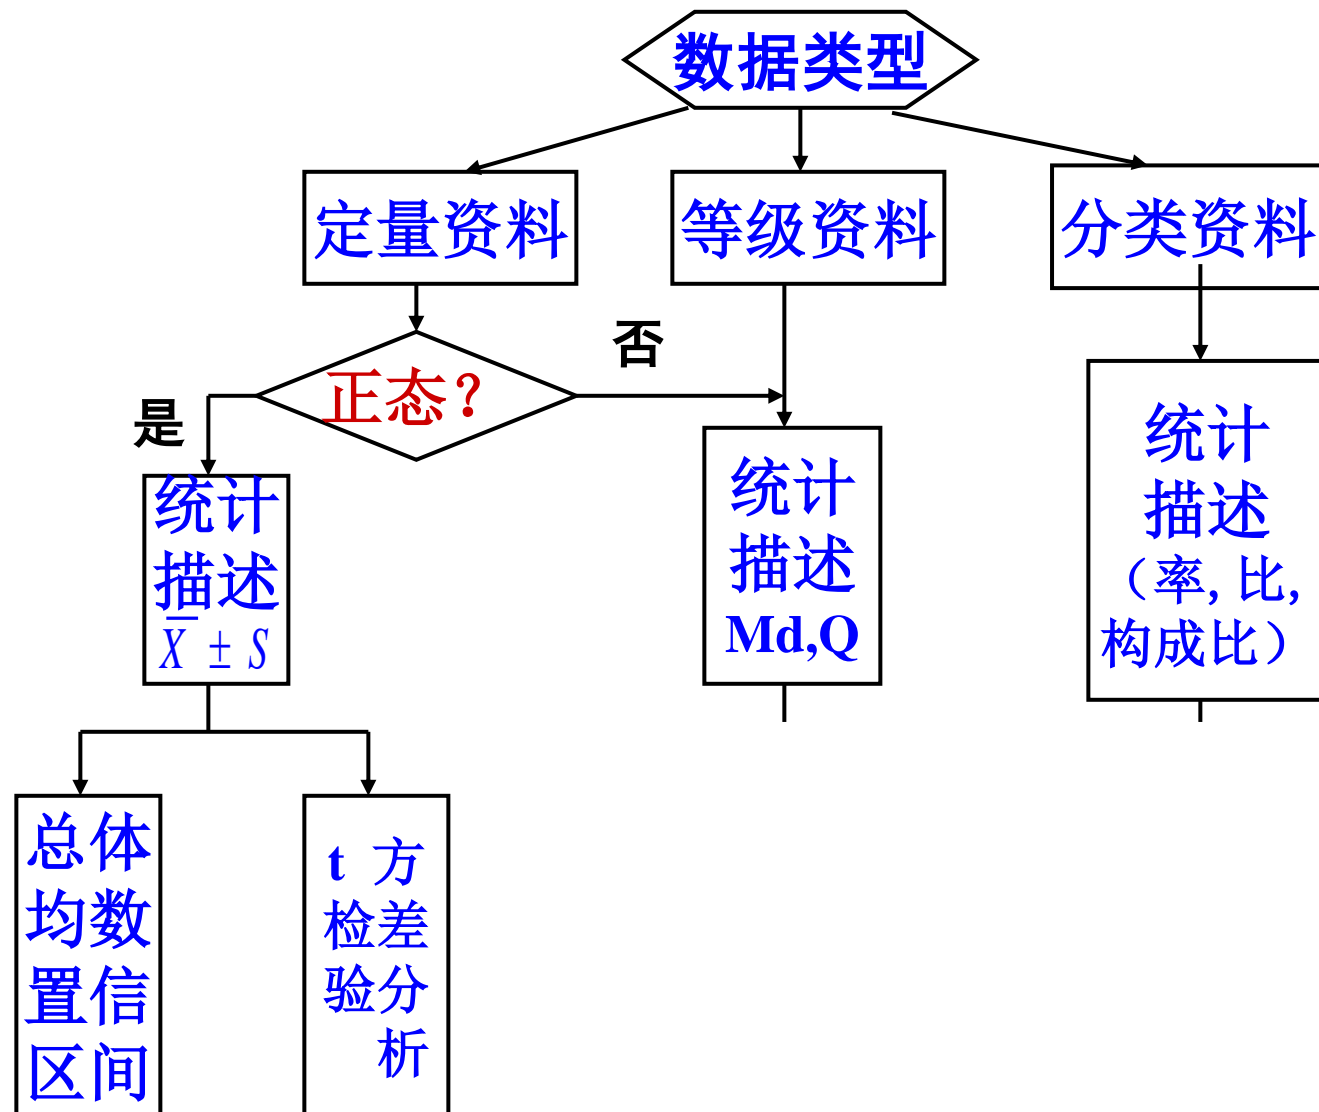 数据类型
定量资料
等级资料
分类资料
否
正态？
是
统计
描述
X̄ ± S
统计
描述
Md,Q
统计
描述
（率, 比,
构成比）
总体
均数
置信
区间
t 方
检差
验分
析